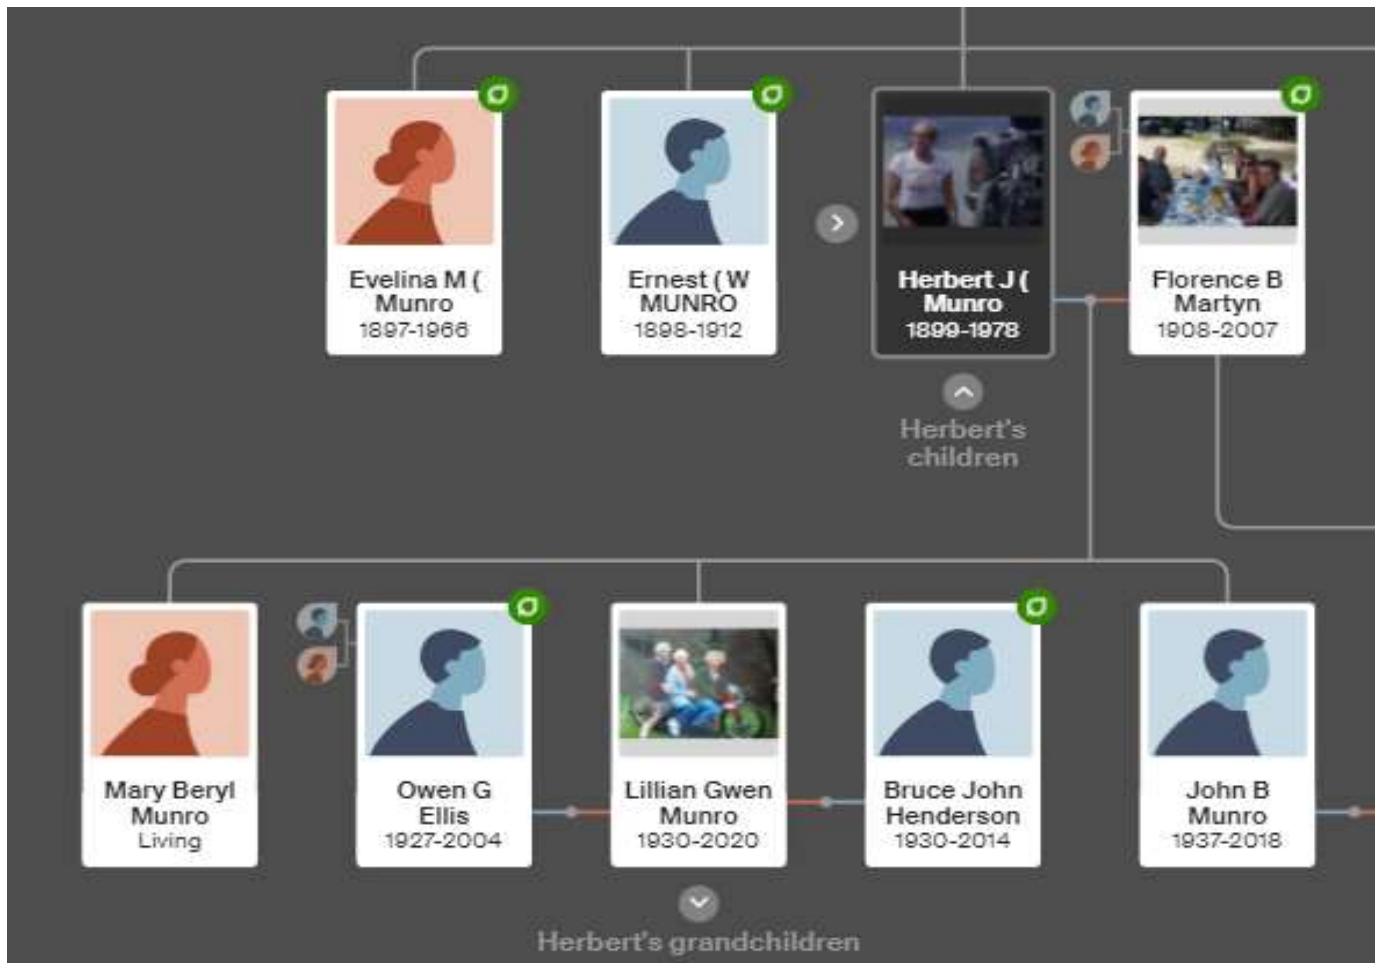 Evelina M (
Munro
1897-1966
Ernest ( W
MUNRO
1898-1912
Herbert J (
Munro
1899-1978
Florence B
Martyn
1908-2007
Herbert's
children
Mary Beryl
Munro
Living
Owen G
Ellis
1927-2004
Lillian Gwen
Munro
1930-2020
Bruce John
Henderson
1930-2014
John B
Munro
1937-2018
Herbert's grandchildren